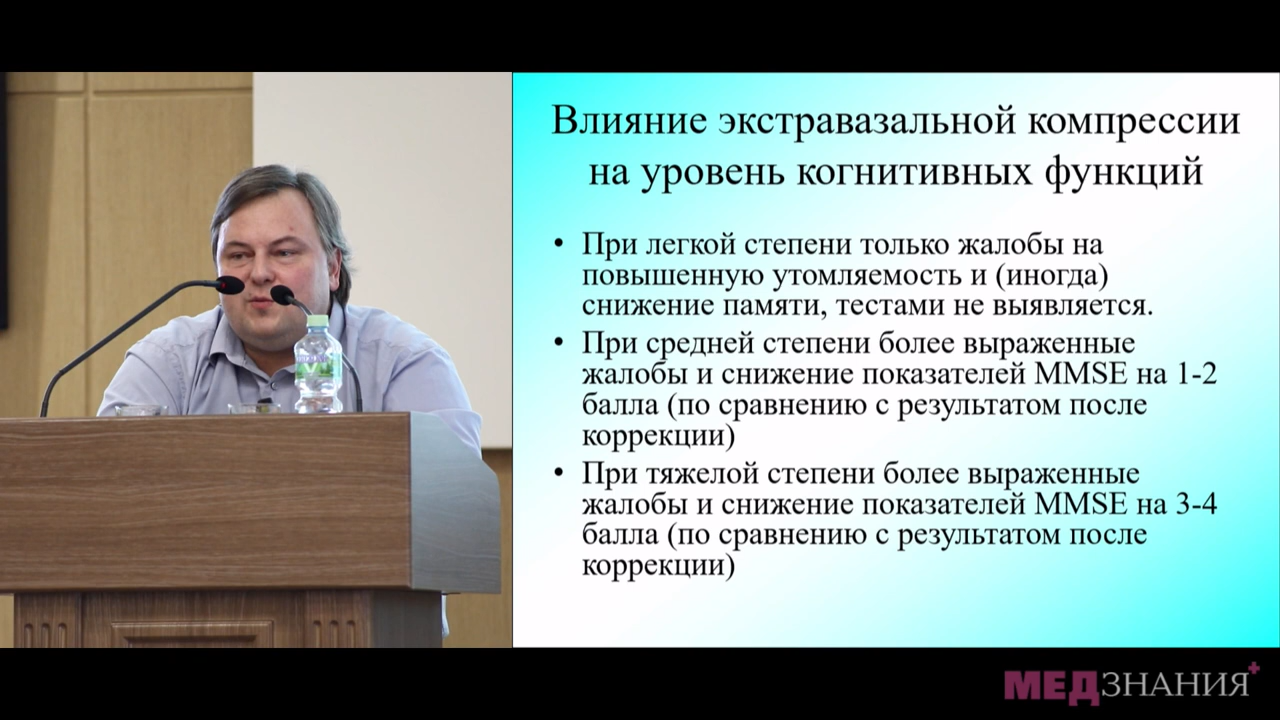 Влияние экстравазальной компрессии
на уровень когнитивных функций
• При легкой степени только жалобы на
повышенную утомляемость и (иногда)
снижение памяти, тестами не выявляется.
• При средней степени более выраженные
жалобы и снижение показателей MMSE на 1-2
балла (по сравнению с результатом после
коррекции)
• При тяжелой степени более выраженные
жалобы и снижение показателей MMSE на 3-4
балла (по сравнению с результатом после
коррекции)
МЕДЗНАНИЯ+